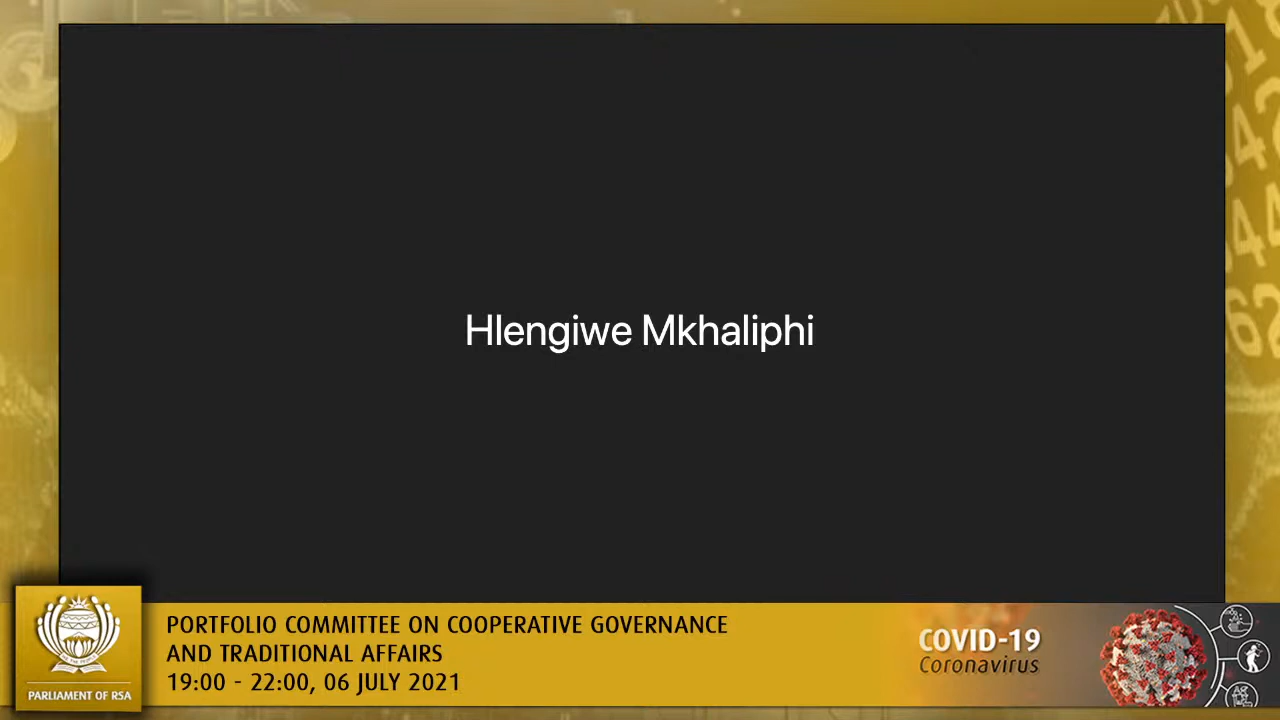 Hlengiwe Mkhaliphi
PORTFOLIO COMMITTEE ON COOPERATIVE GOVERNANCE
AND TRADITIONAL AFFAIRS
19:00 - 22:00, 06 JULY 2021
PARLIAMENT OF RSA
COVID-19
Coronavirus